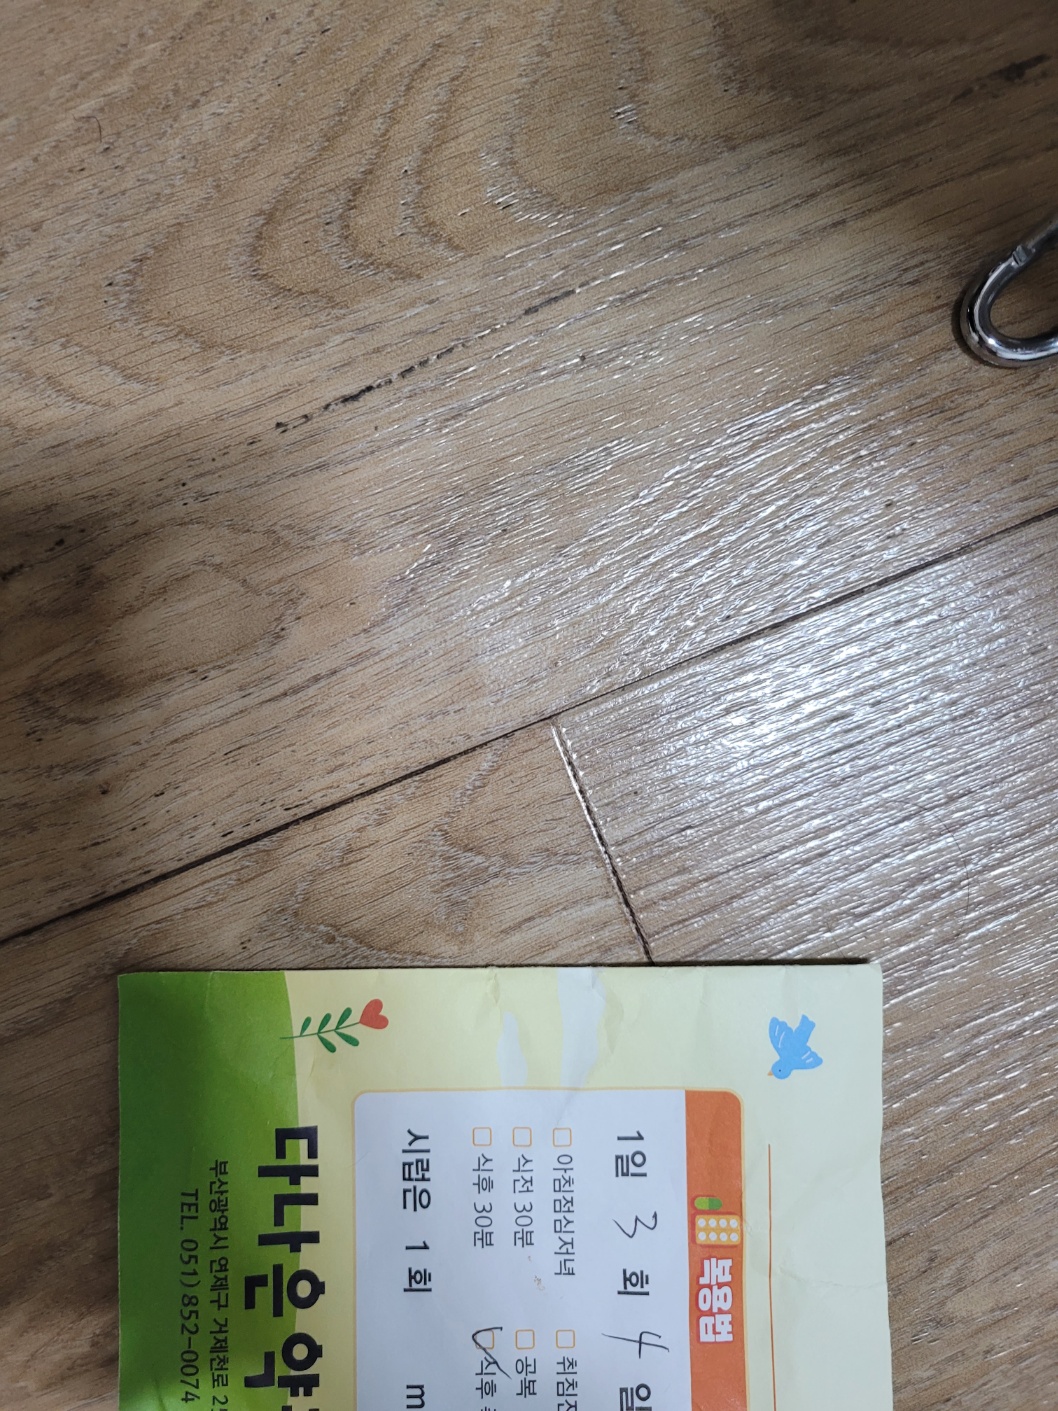 복용법
1일 3 회 4 일
□ 아침점심저녁 □ 취침전
□ 식전 30분 □ 공복
□ 식후 30분 ☑ 식후
시럽은 1 회 m
다나은약
부산광역시 연제구 거제천로
TEL. 051) 852-0074